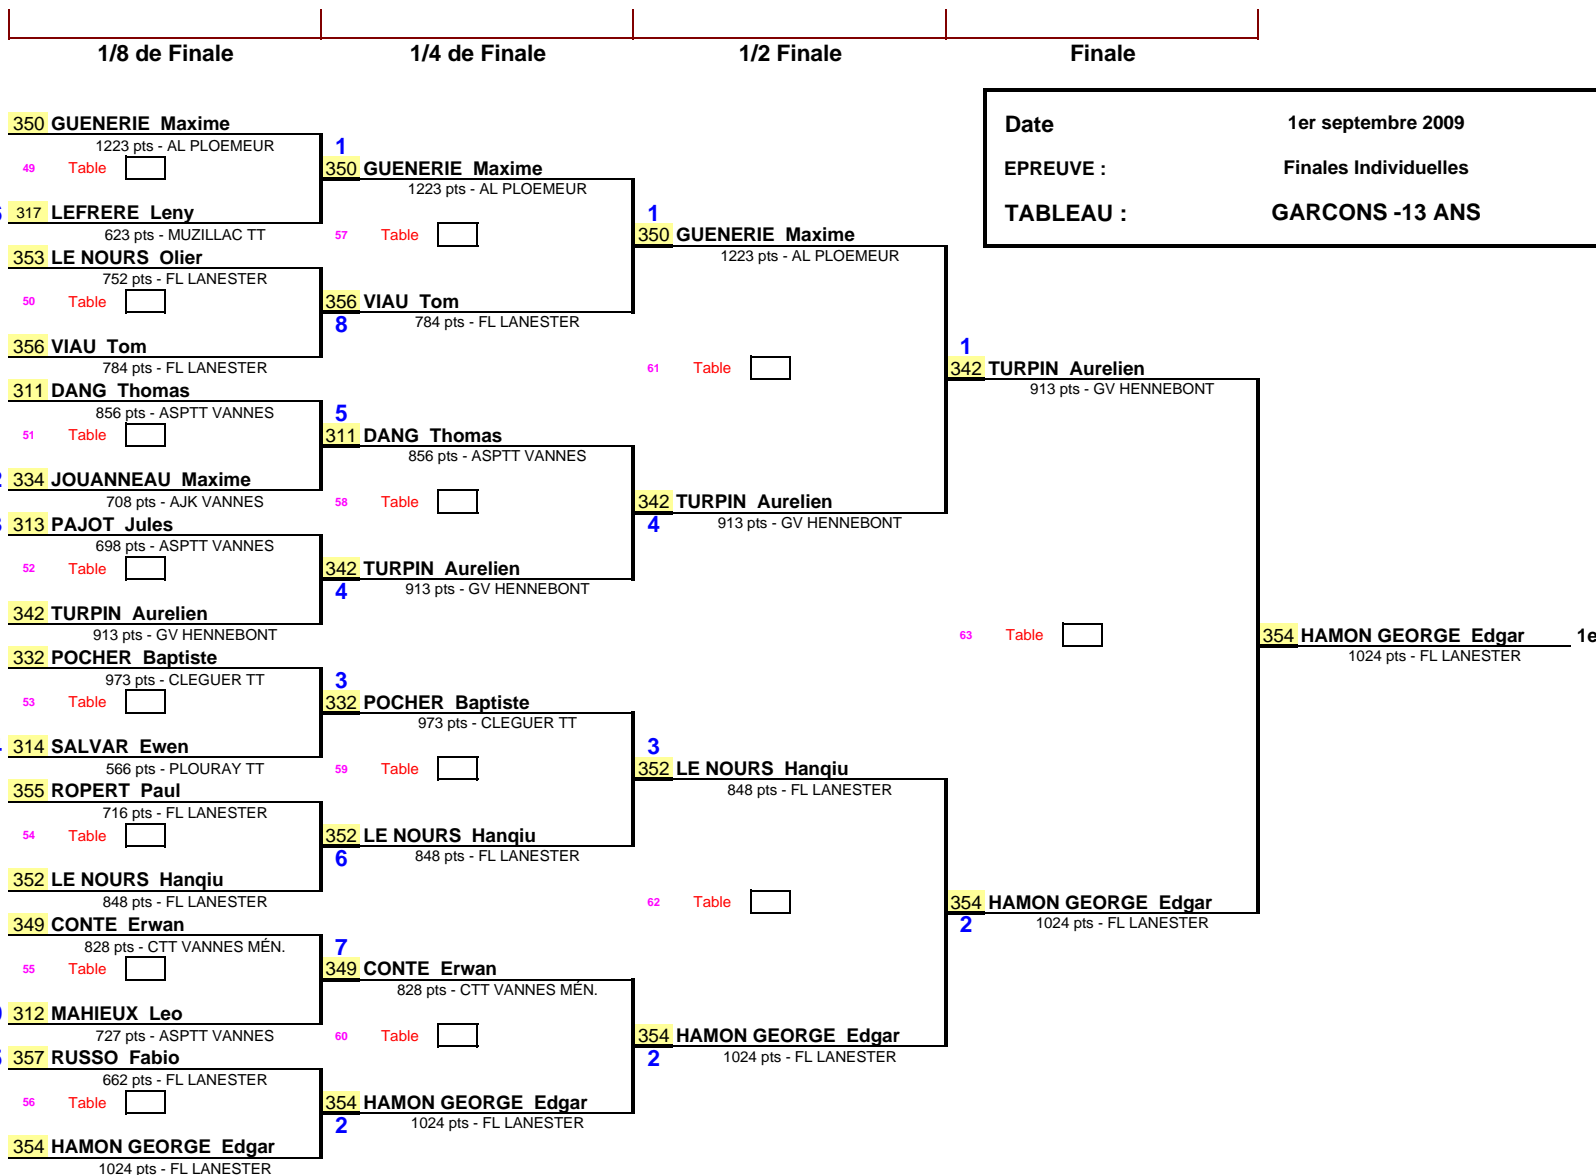 1/8 de Finale 1/4 de Finale 1/2 Finale Finale
Date 1er septembre 2009
EPREUVE : Finales Individuelles
TABLEAU : GARCONS -13 ANS
350 GUENERIE Maxime
1223 pts - AL PLOEMEUR
49 Table
317 LEFRERE Leny
623 pts - MUZILLAC TT
353 LE NOURS Olier
752 pts - FL LANESTER
50 Table
356 VIAU Tom
784 pts - FL LANESTER
311 DANG Thomas
856 pts - ASPTT VANNES
51 Table
334 JOUANNEAU Maxime
708 pts - AJK VANNES
313 PAJOT Jules
698 pts - ASPTT VANNES
52 Table
342 TURPIN Aurelien
913 pts - GV HENNEBONT
332 POCHER Baptiste
973 pts - CLEGUER TT
53 Table
314 SALVAR Ewen
566 pts - PLOURAY TT
355 ROPERT Paul
716 pts - FL LANESTER
54 Table
352 LE NOURS Hanqiu
848 pts - FL LANESTER
349 CONTE Erwan
828 pts - CTT VANNES MÉN.
55 Table
312 MAHIEUX Leo
727 pts - ASPTT VANNES
357 RUSSO Fabio
662 pts - FL LANESTER
56 Table
354 HAMON GEORGE Edgar
1024 pts - FL LANESTER
1
350 GUENERIE Maxime
1223 pts - AL PLOEMEUR
57 Table
356 VIAU Tom
8 784 pts - FL LANESTER
5
311 DANG Thomas
856 pts - ASPTT VANNES
58 Table
342 TURPIN Aurelien
4 913 pts - GV HENNEBONT
3
332 POCHER Baptiste
973 pts - CLEGUER TT
59 Table
352 LE NOURS Hanqiu
6 848 pts - FL LANESTER
7
349 CONTE Erwan
828 pts - CTT VANNES MÉN.
60 Table
354 HAMON GEORGE Edgar
2 1024 pts - FL LANESTER
1
350 GUENERIE Maxime
1223 pts - AL PLOEMEUR
61 Table
342 TURPIN Aurelien
4 913 pts - GV HENNEBONT
3
352 LE NOURS Hanqiu
848 pts - FL LANESTER
62 Table
354 HAMON GEORGE Edgar
2 1024 pts - FL LANESTER
1
342 TURPIN Aurelien
913 pts - GV HENNEBONT
63 Table
354 HAMON GEORGE Edgar
2 1024 pts - FL LANESTER
354 HAMON GEORGE Edgar 1e
1024 pts - FL LANESTER